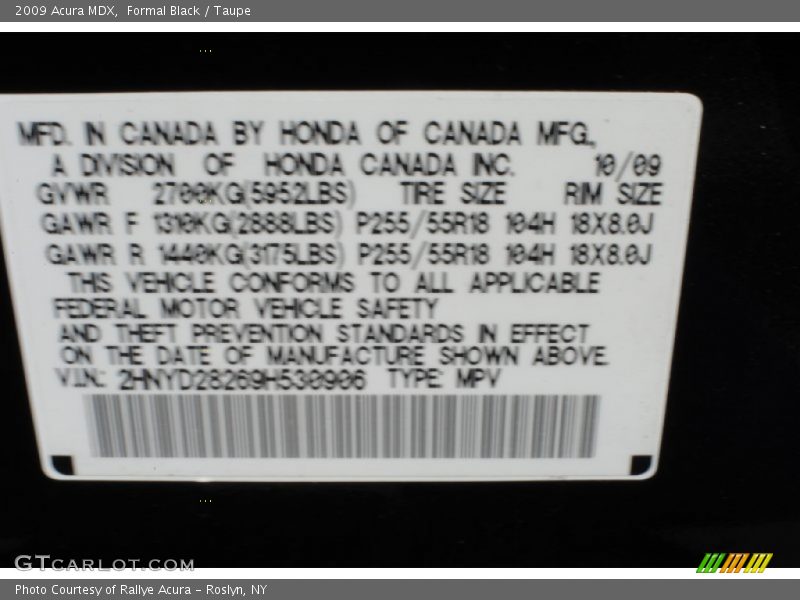 2009 Acura MDX,  Formal Black / Taupe
MFD. IN CANADA BY HONDA OF CANADA MFG.,
A DIVISION OF HONDA CANADA INC. 10/09
GVWR 2700KG(5952LBS) TIRE SIZE RIM SIZE
GAWR F 1310KG(2888LBS) P255/55R18 104H 18X8.0J
GAWR R 1440KG(3175LBS) P255/55R18 104H 18X8.0J
THIS VEHICLE CONFORMS TO ALL APPLICABLE
FEDERAL MOTOR VEHICLE SAFETY
AND THEFT PREVENTION STANDARDS IN EFFECT
ON THE DATE OF MANUFACTURE SHOWN ABOVE.
V.I.N.: 2HNYD28269H530906 TYPE: MPV
GTCARLOT.COM
Photo Courtesy of Rallye Acura – Roslyn, NY